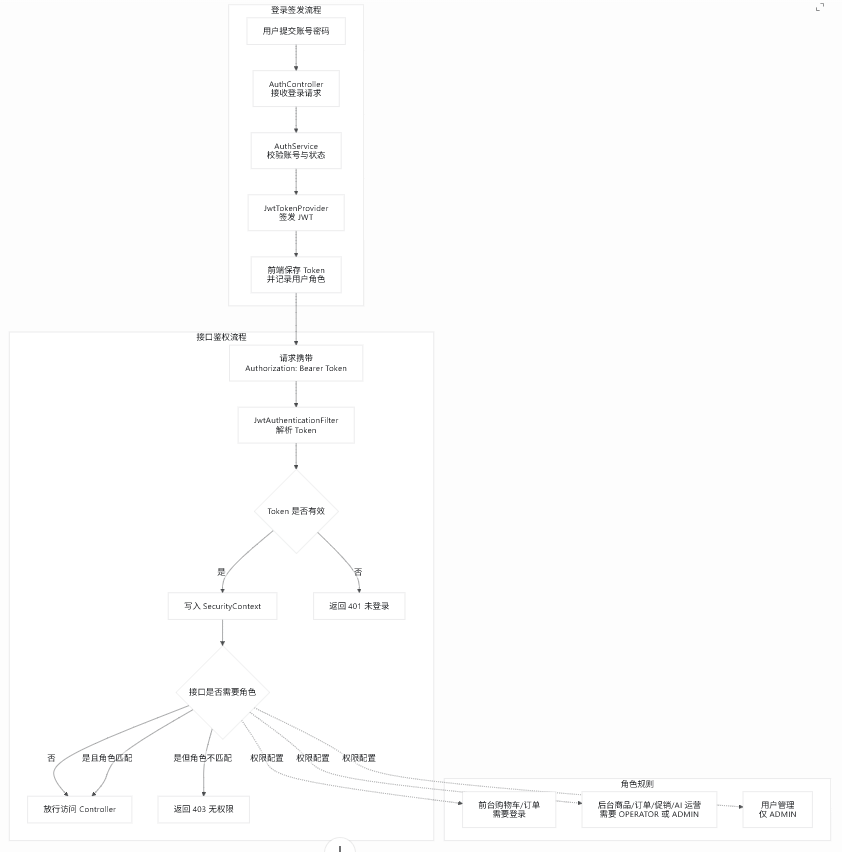 登录签发流程
用户提交账号密码
AuthController
接收登录请求
AuthService
校验账号与状态
JwtTokenProvider
签发 JWT
前端保存 Token
并记录用户角色
接口鉴权流程
请求携带
Authorization: Bearer Token
JwtAuthenticationFilter
解析 Token
Token 是否有效
是
否
写入 SecurityContext
返回 401 未登录
接口是否需要角色
否
是且角色匹配
是但角色不匹配
权限配置
权限配置
权限配置
放行访问 Controller
返回 403 无权限
角色规则
前台购物车/订单
需要登录
后台商品/订单/促销/AI 运营
需要 OPERATOR 或 ADMIN
用户管理
仅 ADMIN